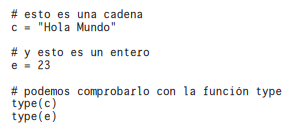 # esto es una cadena
c = "Hola Mundo"
# y esto es un entero
e = 23
# podemos comprobarlo con la función type
type(c)
type(e)